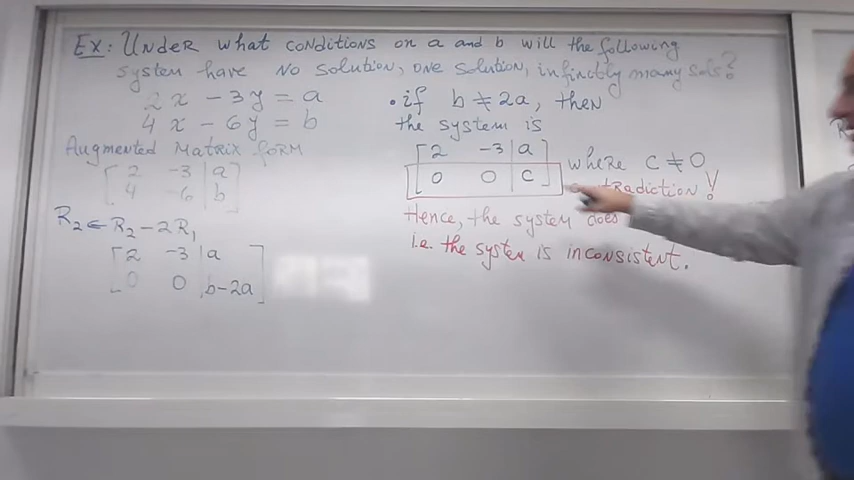 Ex: Under what conditions on a and b will the following
system have no solution, one solution, infinitely many sols?
2x - 3y = a
4x - 6y = b
Augmented Matrix form
[2 -3 | a]
[4 -6 | b]
R₂ ← R₂ - 2R₁
[2 -3 | a]
[0 0 | b-2a]
• if b ≠ 2a, then
the system is
[2 -3 | a]
[0 0 | c] where c ≠ 0
contradiction!
Hence, the system does
i.e. the system is inconsistent.